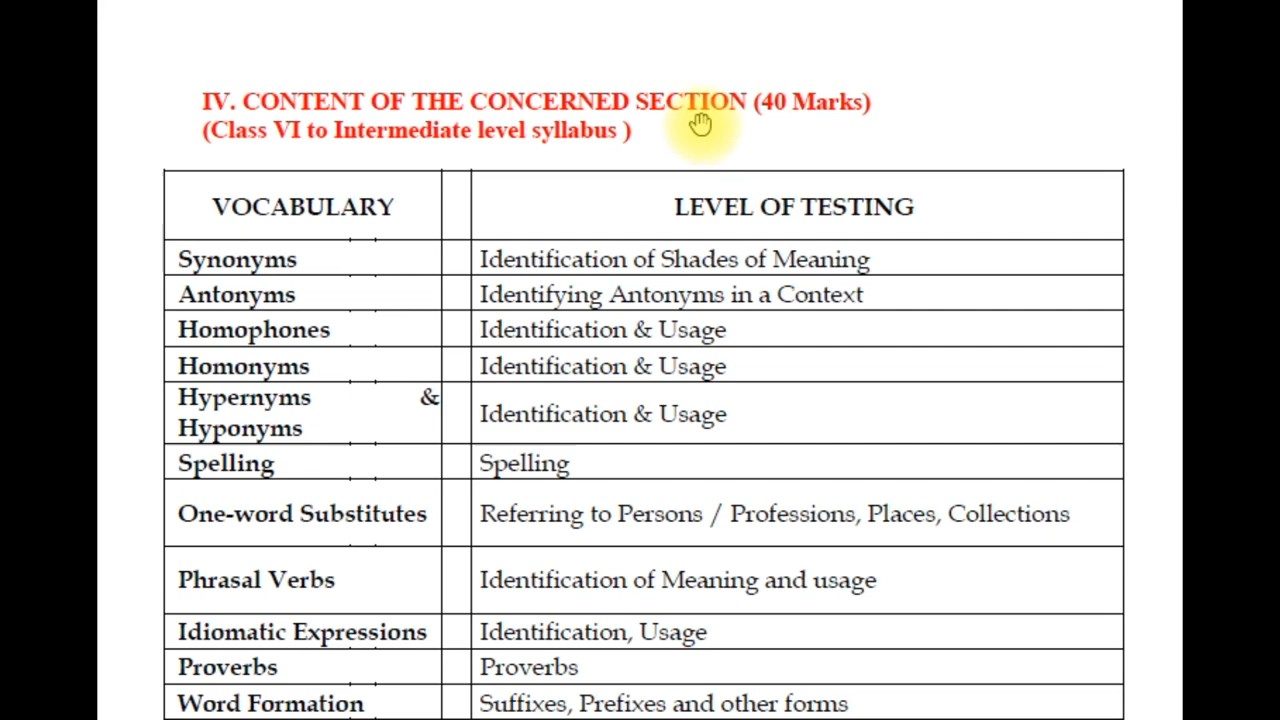 IV. CONTENT OF THE CONCERNED SECTION (40 Marks)
(Class VI to Intermediate level syllabus )
VOCABULARY LEVEL OF TESTING
Synonyms Identification of Shades of Meaning
Antonyms Identifying Antonyms in a Context
Homophones Identification & Usage
Homonyms Identification & Usage
Hypernyms &
Hyponyms Identification & Usage
Spelling Spelling
One-word Substitutes Referring to Persons / Professions, Places, Collections
Phrasal Verbs Identification of Meaning and usage
Idiomatic Expressions Identification, Usage
Proverbs Proverbs
Word Formation Suffixes, Prefixes and other forms